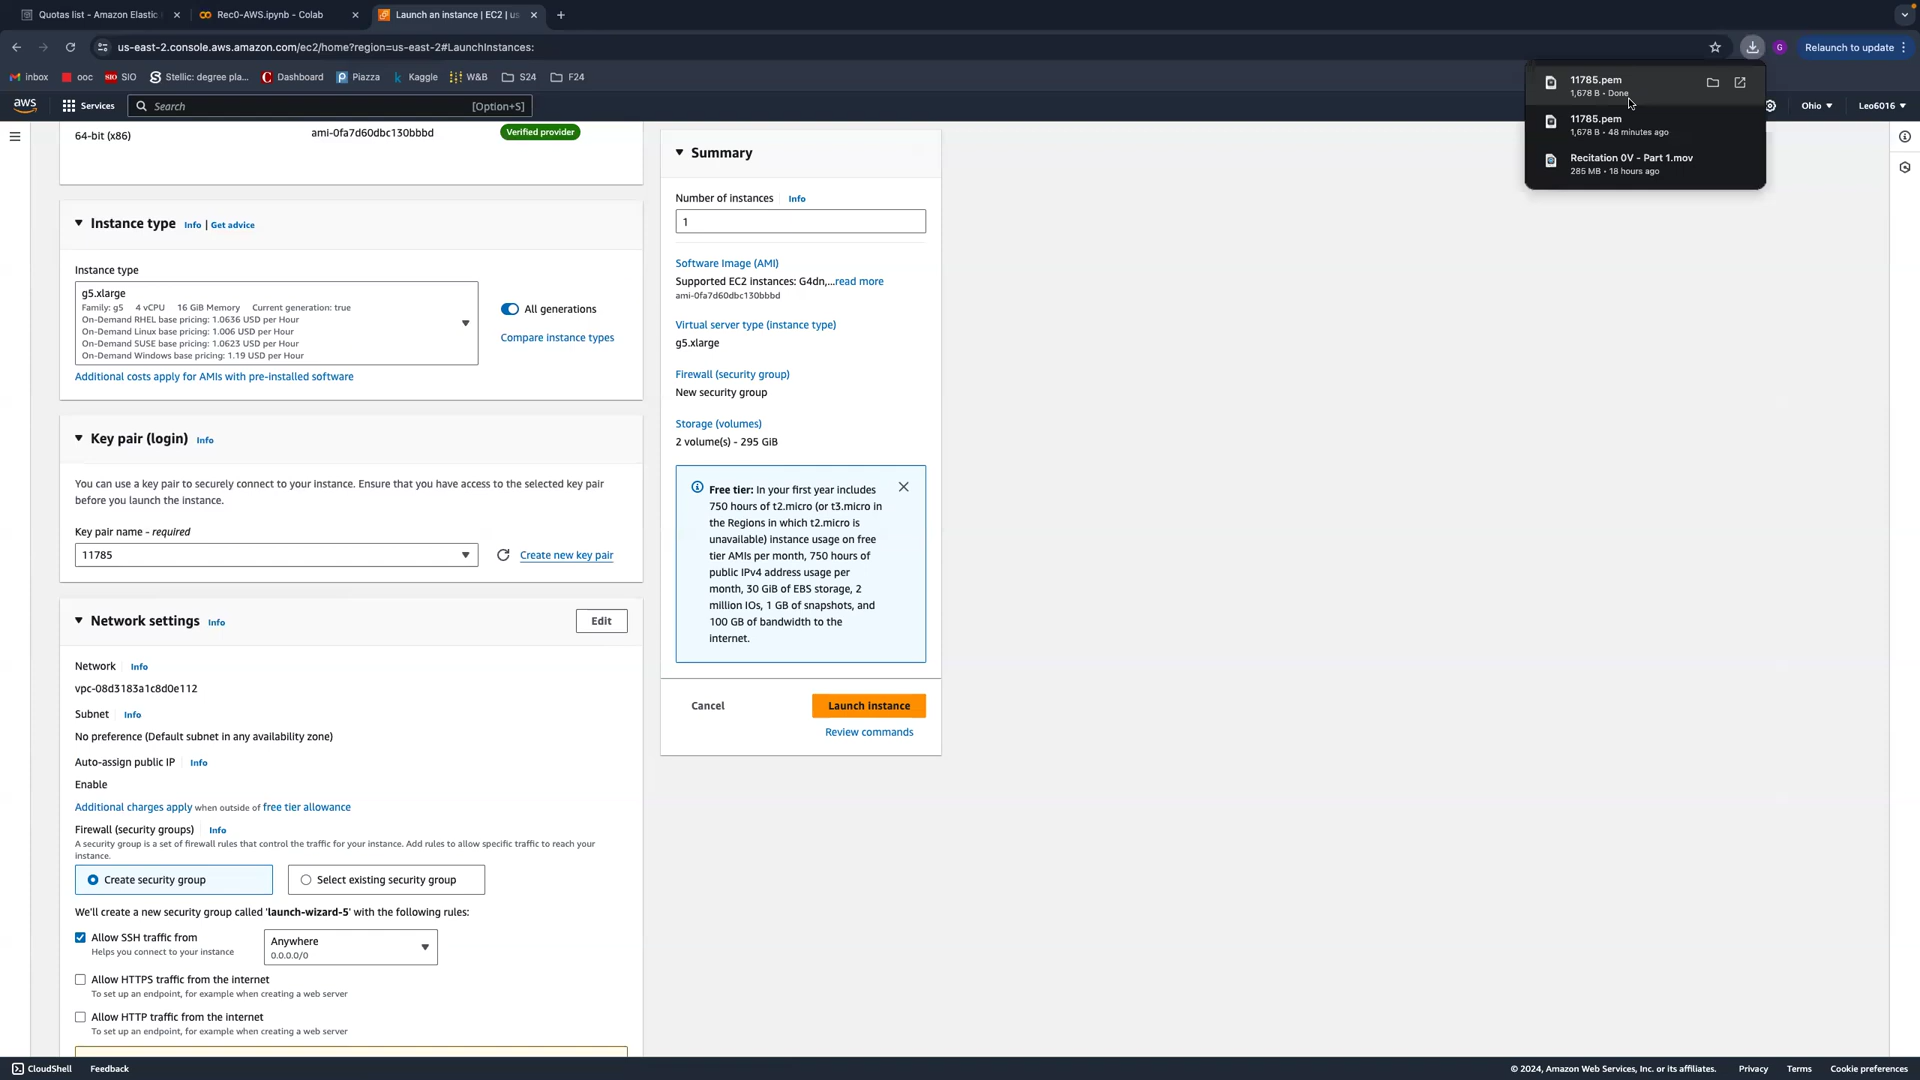 Quotas list - Amazon Elastic
Rec0-AWS.ipynb - Colab
Launch an instance | EC2 | us
us-east-2.console.aws.amazon.com/ec2/home?region=us-east-2#LaunchInstances:
G
Relaunch to update
inbox
ooc
SIO
SIO
Stellic: degree pla...
Dashboard
Piazza
Kaggle
W&B
S24
F24
aws
Services
Search
[Option+S]
Ohio
Leo6016
11785.pem
1,678 B • Done
11785.pem
1,678 B • 48 minutes ago
Recitation 0V - Part 1.mov
285 MB • 18 hours ago
64-bit (x86)
ami-0fa7d60dbc130bbbd
Verified provider
Instance type
Info | Get advice
Instance type
g5.xlarge
Family: g5 4 vCPU 16 GiB Memory Current generation: true
On-Demand RHEL base pricing: 1.0636 USD per Hour
On-Demand Linux base pricing: 1.006 USD per Hour
On-Demand SUSE base pricing: 1.0623 USD per Hour
On-Demand Windows base pricing: 1.19 USD per Hour
All generations
Compare instance types
Additional costs apply for AMIs with pre-installed software
Key pair (login)
Info
You can use a key pair to securely connect to your instance. Ensure that you have access to the selected key pair
before you launch the instance.
Key pair name - required
11785
Create new key pair
Network settings
Info
Edit
Network
Info
vpc-08d3183a1c8d0e112
Subnet
Info
No preference (Default subnet in any availability zone)
Auto-assign public IP
Info
Enable
Additional charges apply when outside of free tier allowance
Firewall (security groups)
Info
A security group is a set of firewall rules that control the traffic for your instance. Add rules to allow specific traffic to reach your
instance.
Create security group
Select existing security group
We'll create a new security group called 'launch-wizard-5' with the following rules:
Allow SSH traffic from
Helps you connect to your instance
Anywhere
0.0.0.0/0
Allow HTTPS traffic from the internet
To set up an endpoint, for example when creating a web server
Allow HTTP traffic from the internet
To set up an endpoint, for example when creating a web server
Summary
Number of instances
Info
1
Software Image (AMI)
Supported EC2 instances: G4dn,...read more
ami-0fa7d60dbc130bbbd
Virtual server type (instance type)
g5.xlarge
Firewall (security group)
New security group
Storage (volumes)
2 volume(s) - 295 GiB
Free tier: In your first year includes
750 hours of t2.micro (or t3.micro in
the Regions in which t2.micro is
unavailable) instance usage on free
tier AMIs per month, 750 hours of
public IPv4 address usage per
month, 30 GiB of EBS storage, 2
million IOs, 1 GB of snapshots, and
100 GB of bandwidth to the
internet.
Cancel
Launch instance
Review commands
CloudShell
Feedback
© 2024, Amazon Web Services, Inc. or its affiliates.
Privacy
Terms
Cookie preferences